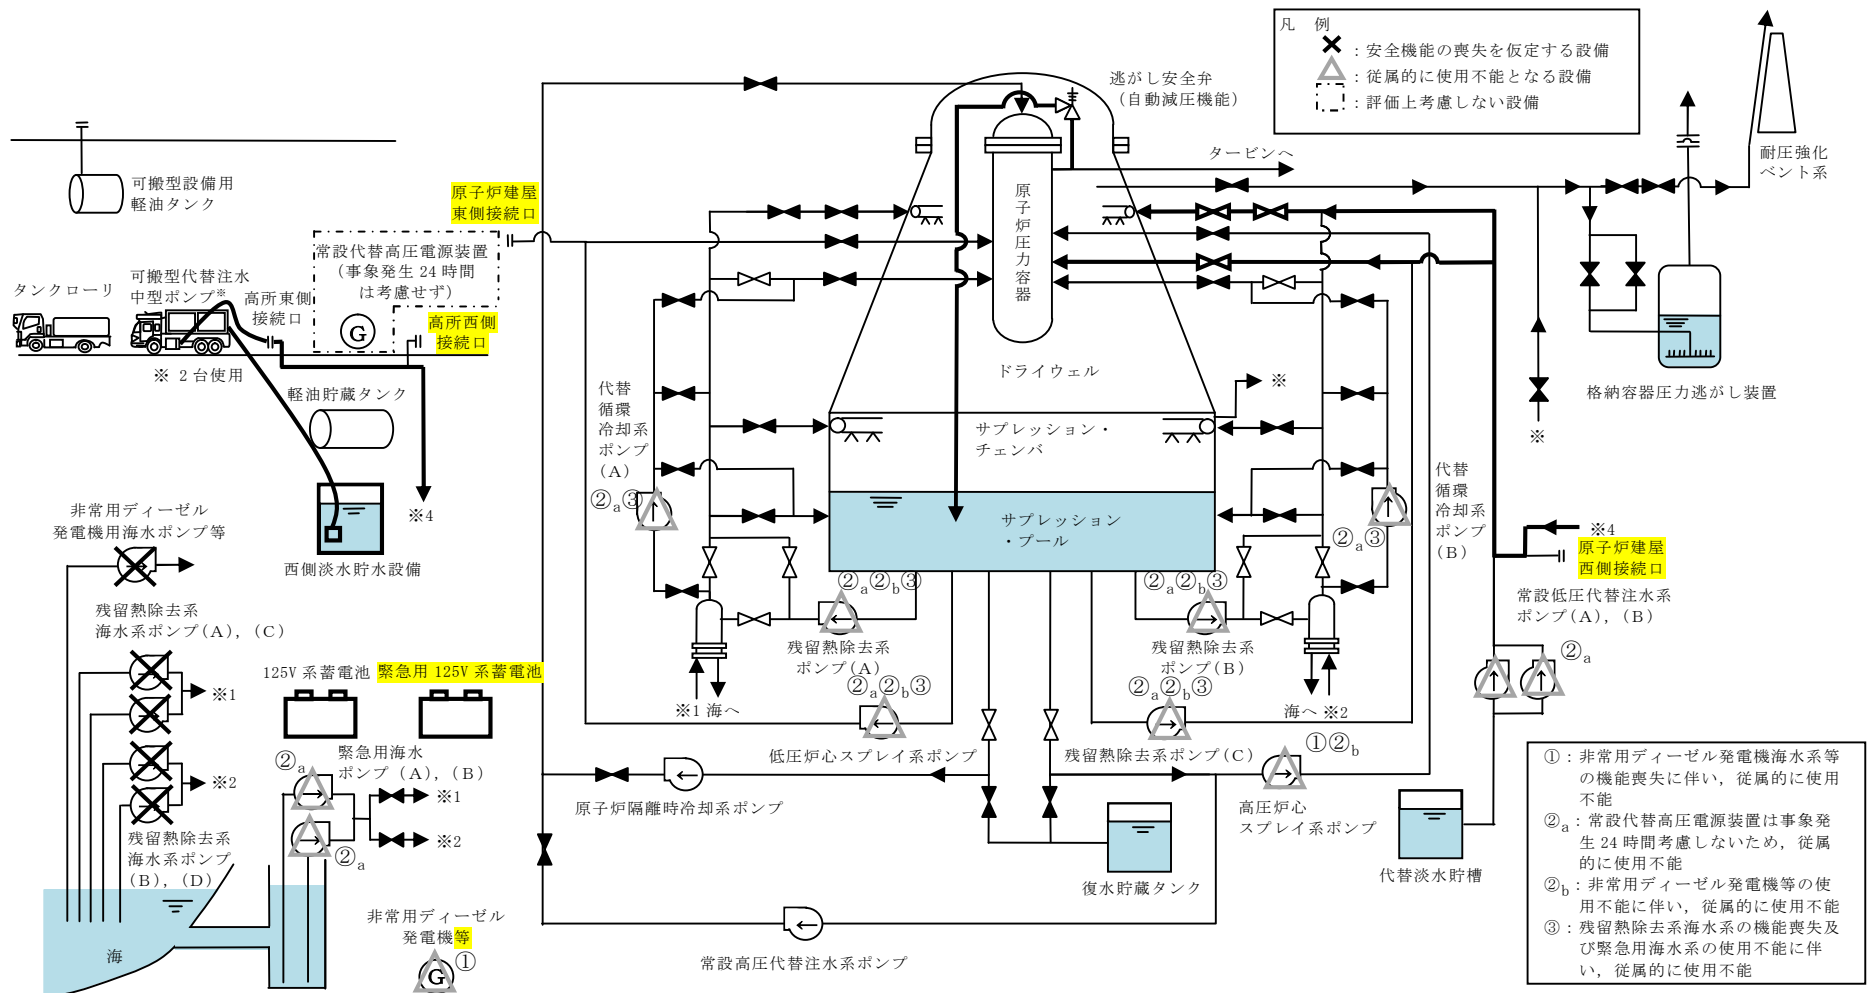 凡　例
：安全機能の喪失を仮定する設備
：従属的に使用不能となる設備
：評価上考慮しない設備
逃がし安全弁
（自動減圧機能）
タービンへ
耐圧強化
ベント系
可搬型設備用
軽油タンク
原子炉建屋
東側接続口
常設代替高圧電源装置
（事象発生 24 時間
は考慮せず）
G
タンクローリ
可搬型代替注水
中型ポンプ※
高所東側
接続口
高所西側
接続口
※ 2 台使用
軽油貯蔵タンク
※4
西側淡水貯水設備
原子炉圧力容器
ドライウェル
サプレッション・
チェンバ
サプレッション
・プール
※
格納容器圧力逃がし装置
※
代替
循環
冷却系
ポンプ
(A)
②a③
代替
循環
冷却系
ポンプ
(B)
②a③
※4
原子炉建屋
西側接続口
常設低圧代替注水系
ポンプ(A)，(B)
②a
非常用ディーゼル
発電機用海水ポンプ等
残留熱除去系
海水系ポンプ(A)，(C)
※1
※2
残留熱除去系
海水系ポンプ
(B)，(D)
125V 系蓄電池
緊急用 125V 系蓄電池
緊急用海水
ポンプ（A)，(B)
②a
②a
※1
※2
海
非常用ディーゼル
発電機等
①
G
②a②b③
残留熱除去系
ポンプ(A)
②a②b③
残留熱除去系
ポンプ(B)
※1 海へ
海へ ※2
②a②b③
低圧炉心スプレイ系ポンプ
②a②b③
残留熱除去系ポンプ(C)
①②b
高圧炉心
スプレイ系ポンプ
原子炉隔離時冷却系ポンプ
復水貯蔵タンク
代替淡水貯槽
常設高圧代替注水系ポンプ
①：非常用ディーゼル発電機海水系等
の機能喪失に伴い，従属的に使用
不能
②a：常設代替高圧電源装置は事象発
生 24 時間考慮しないため，従属
的に使用不能
②b：非常用ディーゼル発電機等の使
用不能に伴い，従属的に使用不能
③：残留熱除去系海水系の機能喪失及
び緊急用海水系の使用不能に伴
い，従属的に使用不能